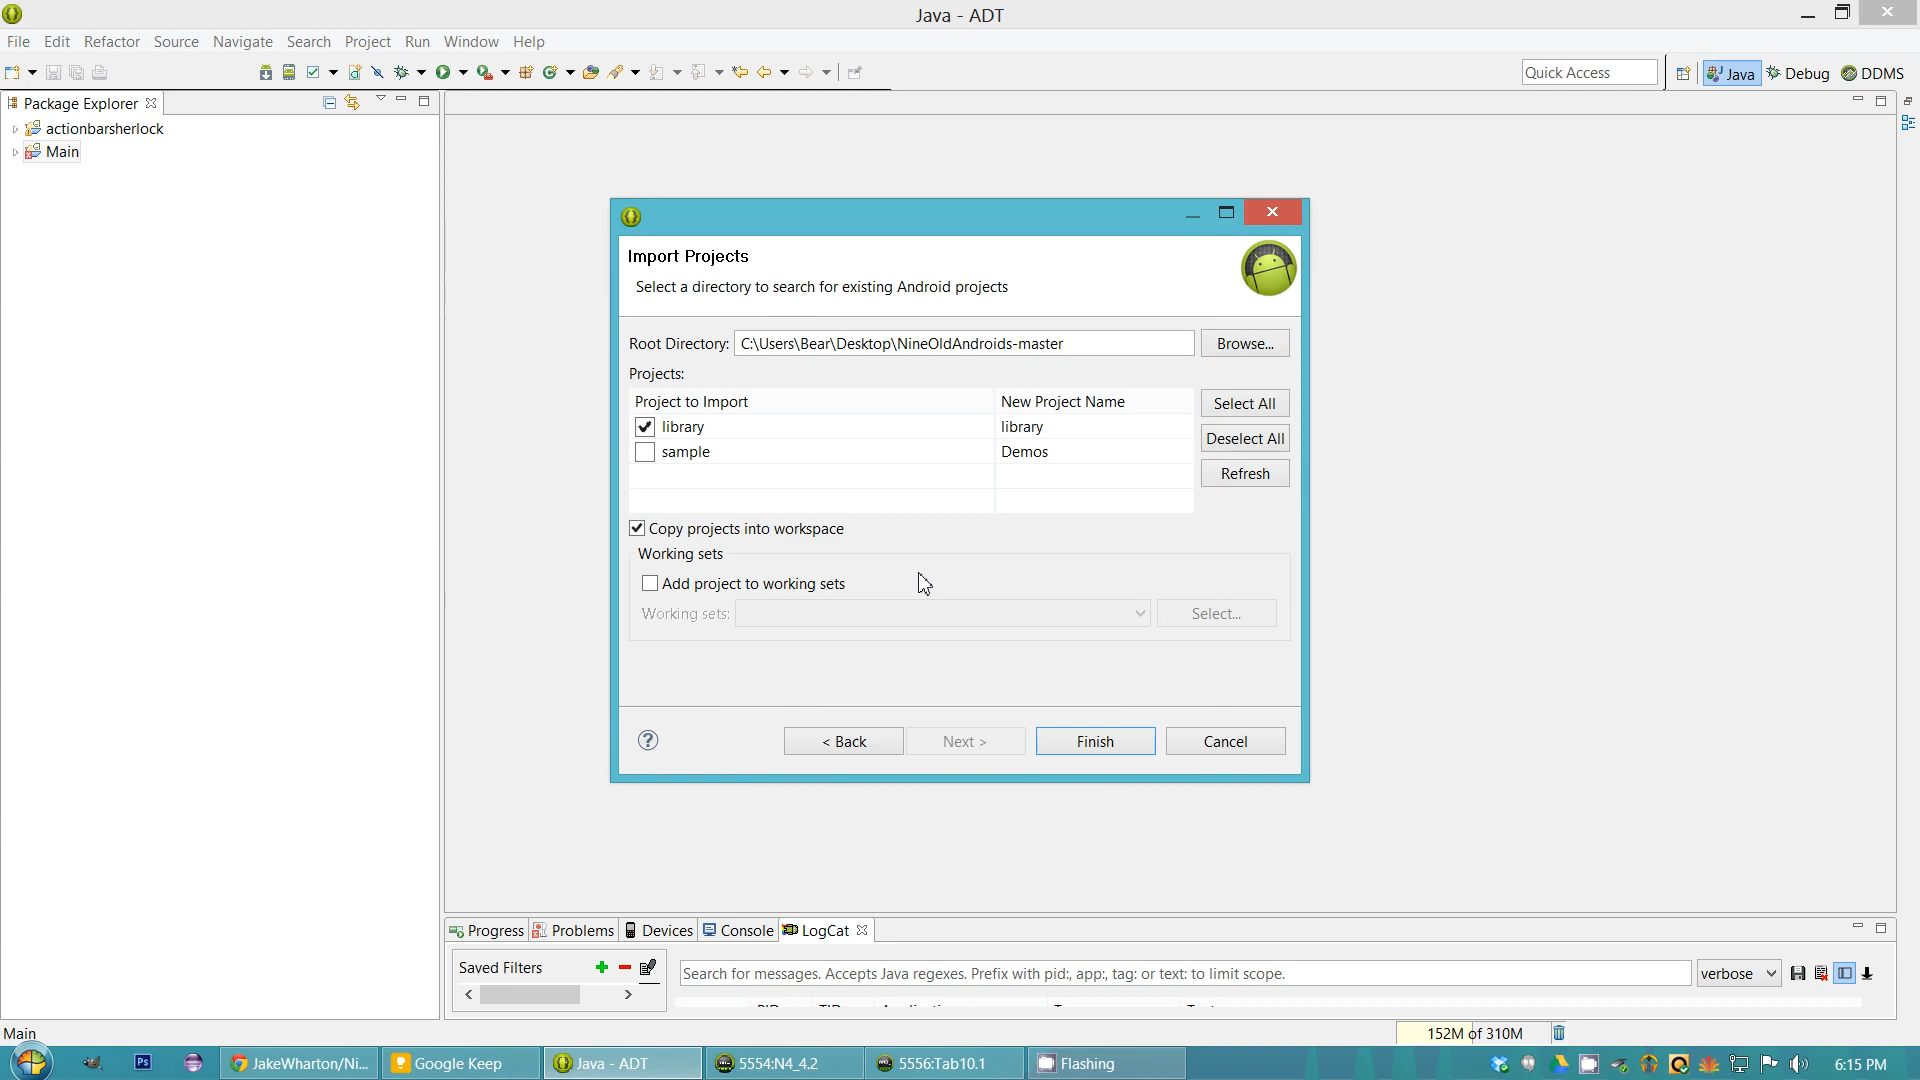 Java - ADT
File Edit Refactor Source Navigate Search Project Run Window Help
Quick Access
Java
Debug
DDMS
Package Explorer
actionbarsherlock
Main
Import Projects
Select a directory to search for existing Android projects
Root Directory: C:\Users\Bear\Desktop\NineOldAndroids-master Browse...
Projects:
Project to Import New Project Name Select All
library library
Deselect All
sample Demos
Refresh
Copy projects into workspace
Working sets
Add project to working sets
Working sets: Select...
< Back Next > Finish Cancel
Progress Problems Devices Console LogCat
Saved Filters
Search for messages. Accepts Java regexes. Prefix with pid:, app:, tag: or text: to limit scope. verbose
Main
152M of 310M
Ps
JakeWharton/Ni...
Google Keep
Java - ADT
5554:N4_4.2
5556:Tab10.1
Flashing
6:15 PM